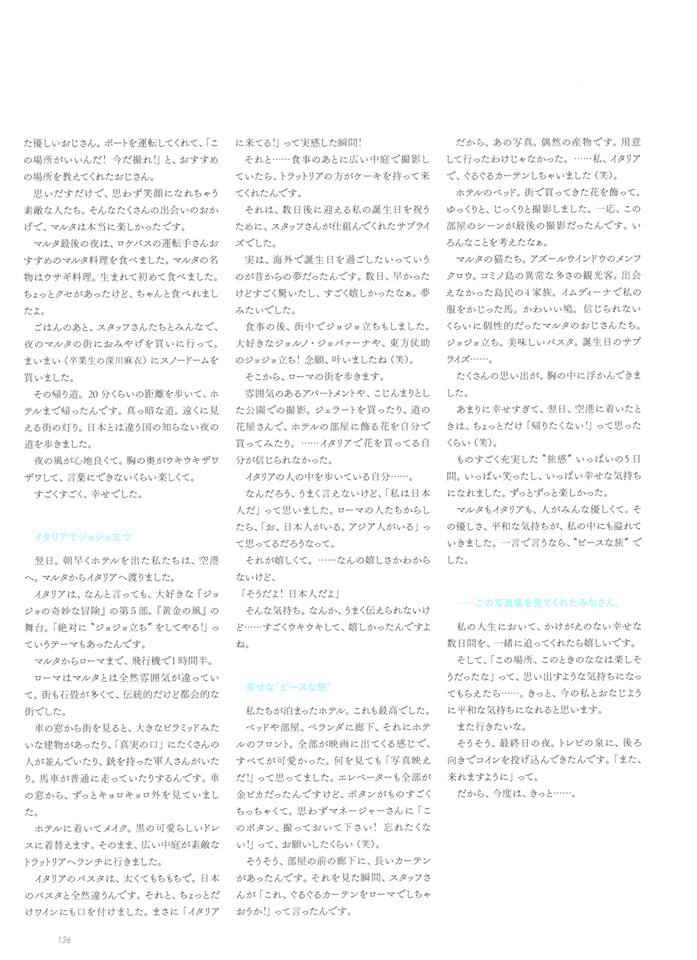 た優しいおじさん。ボートを運転してくれて、「こ
の場所がいいんだ! 今だ撮れ!」と、おすすめ
の場所を教えてくれたおじさん。
思いだすだけで、思わず笑顔になれちゃう
素敵な人たち。そんなたくさんの出会いのおか
げで、マルタは本当に楽しかったです。
マルタ最後の夜は、ロケバスの運転手さんお
すすめのマルタ料理を食べました。マルタの名
物はウサギ料理。生まれて初めて食べました。
ちょっとクセがあったけど、ちゃんと食べれまし
たよ。
ごはんのあと、スタッフさんたちとみんなで、
夜のマルタの街におみやげを買いに行って。
まいまい〈卒業生の深川麻衣〉にスノードームを
買いました。
その帰り道。20分くらいの距離を歩いて、ホ
テルまで帰ったんです。真っ暗な道。遠くに見
える街の灯り。日本とは違う国の知らない夜の
道を歩きました。
夜の風が心地良くて。胸の奥がウキウキザワ
ザワして、言葉にできないくらい楽しくて。
すごくすごく、幸せでした。
イタリアでジョジョ立つ
翌日。朝早くホテルを出た私たちは、空港
へ。マルタからイタリアへ渡りました。
イタリアは、なんと言っても、大好きな『ジョ
ジョの奇妙な冒険』の第5部、『黄金の風』の
舞台。「絶対に“ジョジョ立ち”をしてやる!」っ
ていうテーマもあったんです。
マルタからローマまで、飛行機で1時間半。
ローマはマルタとは全然雰囲気が違ってい
て。街も石畳が多くて、伝統的だけど都会的な
街でした。
車の窓から街を見ると、大きなピラミッドみた
いな建物があったり、「真実の口」にたくさんの
人が並んでいたり、銃を持った軍人さんがいた
り、馬車が普通に走っていたりするんです。車
の窓から、ずっとキョロキョロ外を見ていまし
た。
ホテルに着いてメイク。黒の可愛らしいドレ
スに着替えます。そのまま、広い中庭が素敵な
トラットリアへランチに行きました。
イタリアのパスタは、太くてもちもちで。日本
のパスタと全然違うんです。それと、ちょっとだ
けワインにも口を付けました。まさに「イタリア
に来てる!」って実感した瞬間!
それと……食事のあとに広い中庭で撮影し
ていたら、トラットリアの方がケーキを持って来
てくれたんです。
それは、数日後に迎える私の誕生日を祝う
ために、スタッフさんが仕組んでくれたサプライ
ズでした。
実は、海外で誕生日を過ごしたいっていう
のが昔からの夢だったんです。数日、早かった
けどすごく驚いたし、すごく嬉しかったなぁ。夢
みたいでした。
食事の後、街中でジョジョ立ちもしました。
大好きなジョルノ・ジョバァーナや、東方仗助
のジョジョ立ち! 念願、叶いましたね（笑）。
そこから、ローマの街を歩きます。
雰囲気のあるアパートメントや、こじんまりとし
た公園での撮影。ジェラートを買ったり、道の
花屋さんで、ホテルの部屋に飾る花を自分で
買ってみたり。……イタリアで花を買ってる自
分が信じられなかった。
イタリアの人の中を歩いている自分……。
なんだろう、うまく言えないけど、「私は日本
人だ」って思いました。ローマの人たちからし
たら、「お、日本人がいる。アジア人がいる」っ
て思ってるだろうなって。
それが嬉しくて。……なんの嬉しさかわから
ないけど、
「そうだよ! 日本人だよ」
そんな気持ち。なんか、うまく伝えられないけ
ど……すごくウキウキして、嬉しかったんですよ
ね。
幸せな“ピースな旅”
私たちが泊まったホテル。これも最高でした。
ベッドや部屋、ベランダに廊下、それにホテ
ルのフロント。全部が映画に出てくる感じで、
すべてが可愛かった。何を見ても「写真映え
だ!」って思ってました。エレベーターも全部が
金ピカだったんですけど、ボタンがものすごく
ちっちゃくて。思わずマネージャーさんに「こ
のボタン、撮っておいて下さい! 忘れたくな
い!」って、お願いしたくらい（笑）。
そうそう、部屋の前の廊下に、長いカーテン
があったんです。それを見た瞬間、スタッフさ
んが「これ、ぐるぐるカーテンをローマでしちゃ
おうか!」って言ったんです。
だから、あの写真。偶然の産物です。用意
して行ったわけじゃなかった。……私、イタリア
で、ぐるぐるカーテンしちゃいました（笑）。
ホテルのベッド。街で買ってきた花を飾って。
ゆっくりと、じっくりと撮影しました。一応、この
部屋のシーンが最後の撮影だったんです。い
ろんなことを考えたなぁ。
マルタの猫たち。アズールウインドウのメンフ
クロウ。コミノ島の異常な多さの観光客。出会
えなかった島民の4家族。イムディーナで私の
服をかじった馬。かわいい鳩。信じられない
くらいに個性的だったマルタのおじさんたち。
ジョジョ立ち。美味しいパスタ。誕生日のサプ
ライズ……。
たくさんの思い出が、胸の中に浮かんできま
した。
あまりに幸せすぎて、翌日、空港に着いたと
きは、ちょっとだけ「帰りたくない!」って思った
くらい（笑）。
ものすごく充実した“旅感”いっぱいの5日
間。いっぱい笑ったし、いっぱい幸せな気持ち
になれました。ずっとずっと楽しかった。
マルタもイタリアも、人がみんな優しくて。そ
の優しさ、平和な気持ちが、私の中にも溢れて
いきました。一言で言うなら、“ピースな旅”で
した。
――この写真集を見てくれたみなさん。
私の人生において、かけがえのない幸せな
数日間を、一緒に追ってくれたら嬉しいです。
そして、「この場所、このときのななは楽しそ
うだったな」って、思い出すような気持ちになっ
てもらえたら……。きっと、今の私とおなじよう
に平和な気持ちになれると思います。
また行きたいな。
そうそう、最終日の夜。トレビの泉に、後ろ
向きでコインを投げ込んできたんです。「また、
来れますように」って。
だから、今度は、きっと……。
136